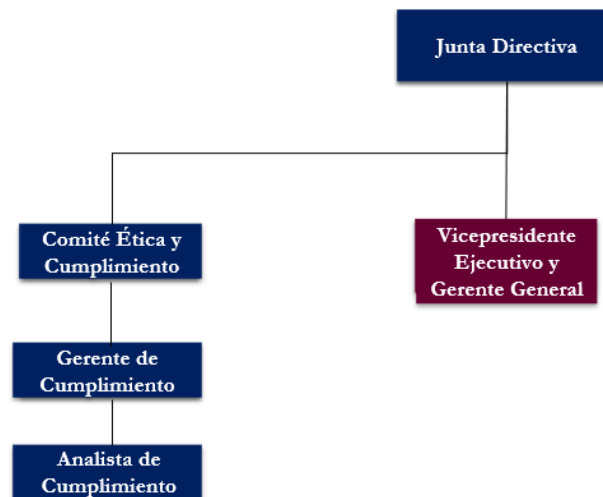 Junta Directiva
Comité Ética y
Cumplimiento
Vicepresidente
Ejecutivo y
Gerente General
Gerente de
Cumplimiento
Analista de
Cumplimiento